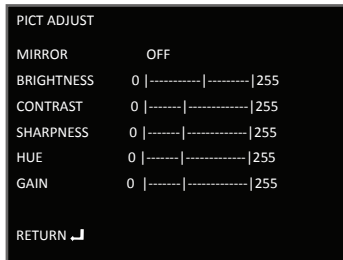 PICT ADJUST
MIRROR OFF
BRIGHTNESS 0 |-----------|---------|255
CONTRAST 0 |-------|-------------|255
SHARPNESS 0 |-------|-------------|255
HUE 0 |-------|-------------|255
GAIN 0 |-------|-------------|255
RETURN ↵